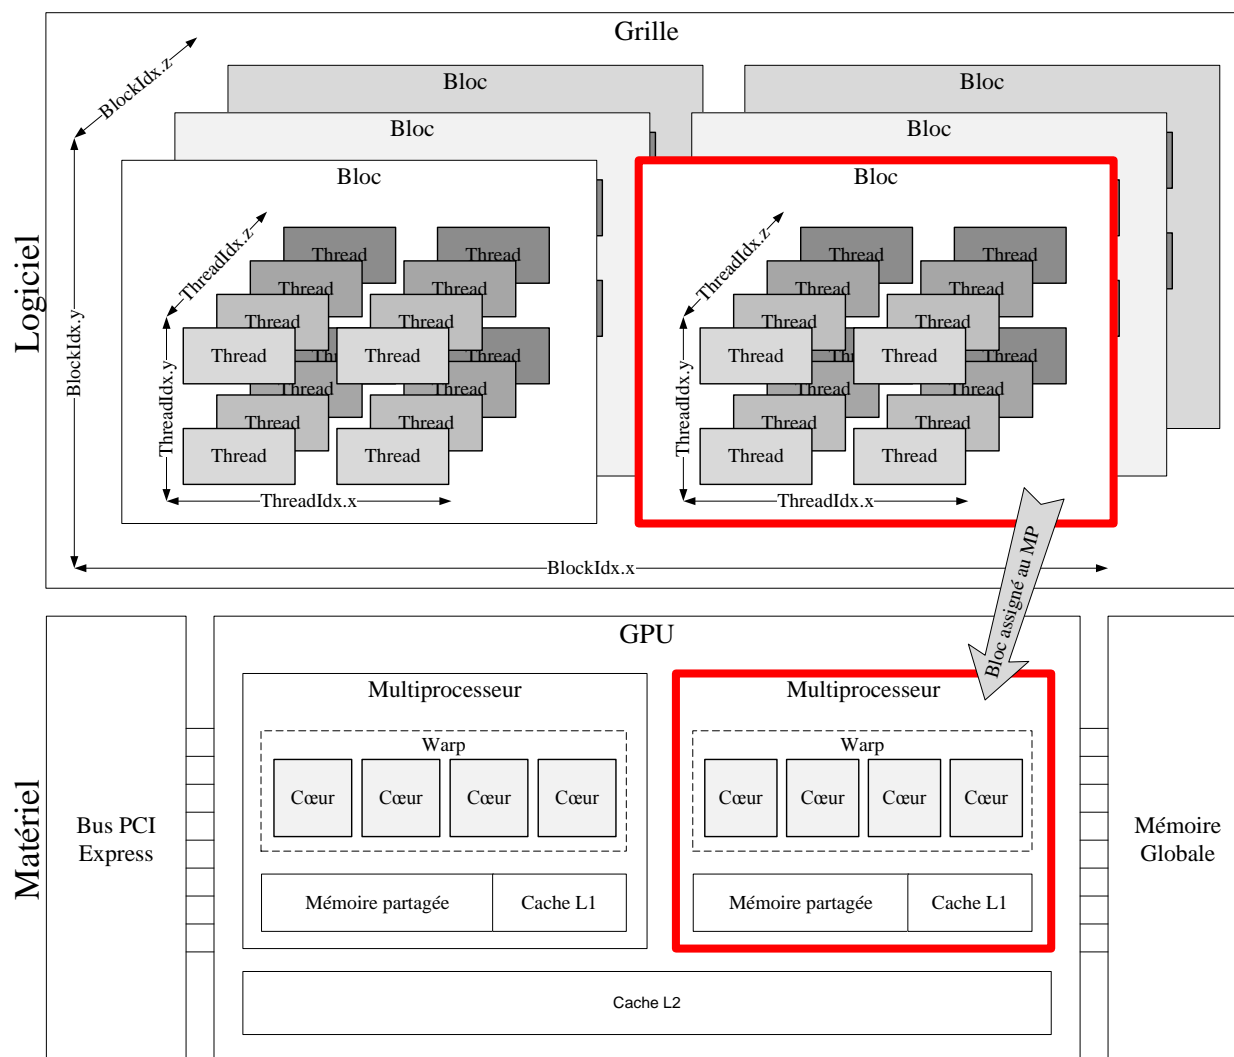 Grille
Logiciel
BlockIdx.z
BlockIdx.y
BlockIdx.x
Bloc
Bloc
Bloc
ThreadIdx.z
ThreadIdx.y
ThreadIdx.x
Thread
Thread
Thread
Thread
Thread
Thread
Thread
Thread
Th
Thread
Thread
Thread
Thread
Thread
Thread
Thread
Bloc
Bloc
Bloc
ThreadIdx.z
ThreadIdx.y
ThreadIdx.x
Thread
Thread
Thread
Thread
Thread
Thread
Thread
Thread
Th
Thread
Thread
Thread
Thread
Thread
Thread
Thread
Bloc assigné au MP
Matériel
Bus PCI
Express
GPU
Multiprocesseur
Warp
Cœur
Cœur
Cœur
Cœur
Mémoire partagée
Cache L1
Multiprocesseur
Warp
Cœur
Cœur
Cœur
Cœur
Mémoire partagée
Cache L1
Cache L2
Mémoire
Globale